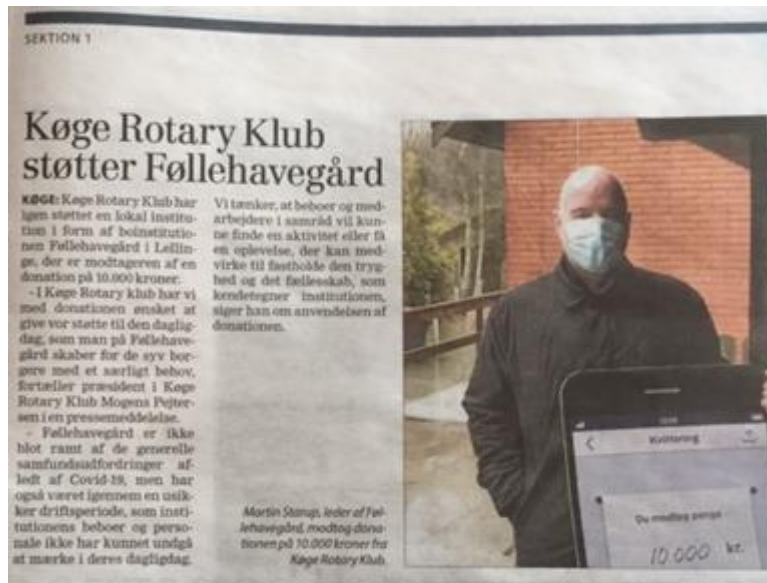 SEKTION 1
Køge Rotary Klub
støtter Føllehavegård
KØGE: Køge Rotary Klub har
igen støttet en lokal institu-
tion i form af boinstitutio-
nen Føllehavegård i Lellin-
ge, der er modtageren af en
donation på 10.000 kroner.
- I Køge Rotary klub har vi
med donationen ønsket at
give vor støtte til den daglig-
dag, som man på Føllehave-
gård skaber for de syv bor-
gere med et særligt behov,
fortæller præsident i Køge
Rotary Klub Mogens Pejter-
sen i en pressemeddelelse.
- Føllehavegård er ikke
blot ramt af de generelle
samfundsudfordringer af-
ledt af Covid-19, men har
også været igennem en usik-
ker driftsperiode, som insti-
tutionens beboer og perso-
nale ikke har kunnet undgå
at mærke i deres dagligdag.
Vi tænker, at beboer og med-
arbejdere i samråd vil kun-
ne finde en aktivitet eller få
en oplevelse, der kan med-
virke til fastholde den tryg-
hed og det fællesskab, som
kendetegner institutionen,
siger han om anvendelsen af
donationen.
Martin Starup, leder af Føl-
lehavegård, modtog dona-
tionen på 10.000 kroner fra
Køge Rotary Klub.
Kvittering
Du modtog penge
10 000 kr.